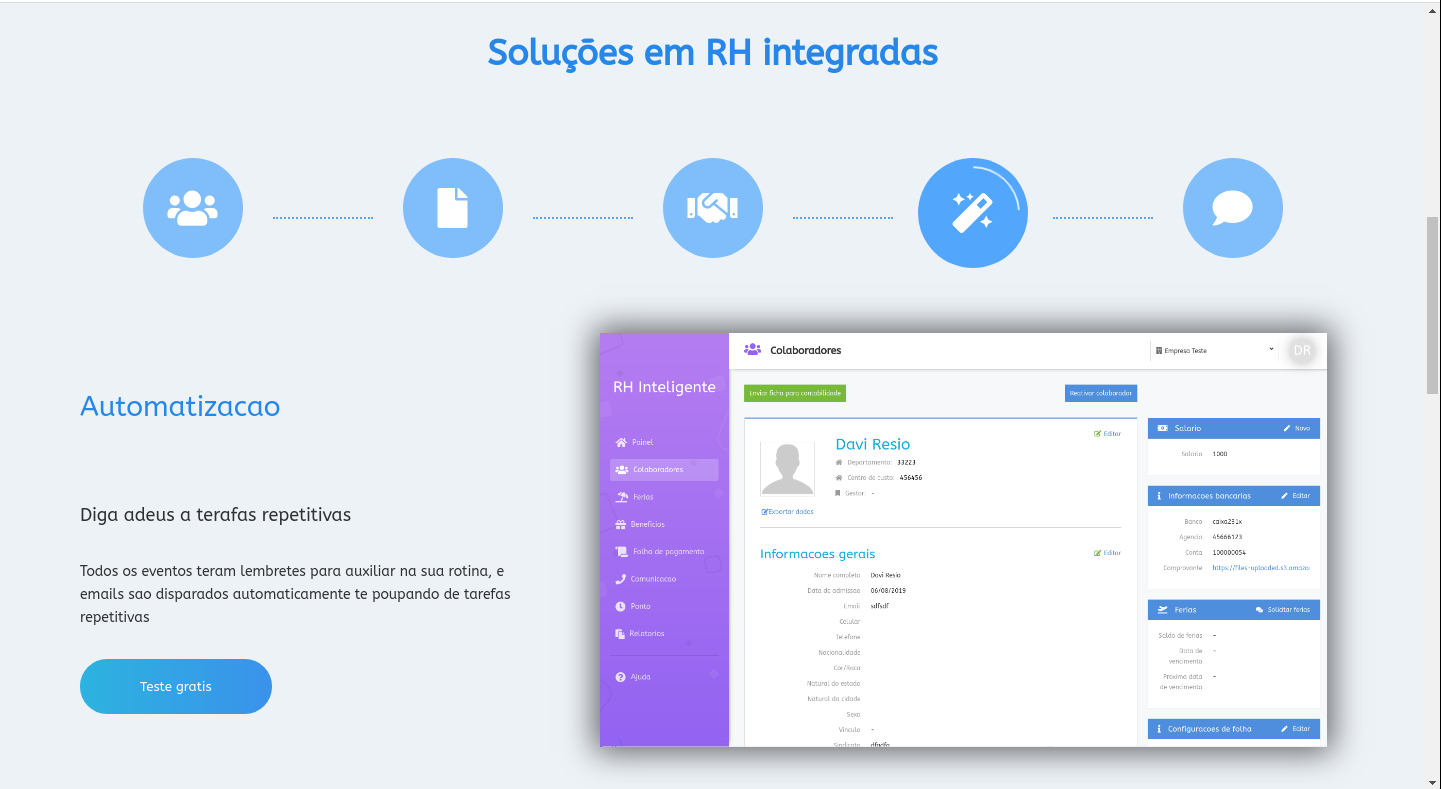 Soluções em RH integradas
Automatizacao
Diga adeus a terafas repetitivas
Todos os eventos teram lembretes para auxiliar na sua rotina, e
emails sao disparados automaticamente te poupando de tarefas
repetitivas
Teste gratis
RH Inteligente
Painel
Colaboradores
Ferias
Beneficios
Folha de pagamento
Comunicacao
Ponto
Relatorios
Ajuda
Colaboradores
Empresa Teste
DR
Enviar ficha para contabilidade
Reativar colaborador
Editar
Davi Resio
Departamento: 33223
Centro de custo: 456456
Gestor: -
Exportar dados
Informacoes gerais
Editar
Nome completo Davi Resio
Data de admissao 06/08/2019
Email sdfsdf
Celular
Telefone
Nacionalidade
Cor/Raca
Natural do estado
Natural da cidade
Sexo
Vinculo -
Sindicato
Salario Novo
Salario 1000
Informacoes bancarias Editar
Banco caixa231x
Agencia 45666123
Conta 100000054
Comprovante https://files-uploaded.s3.amazo
Ferias Solicitar ferias
Saldo de ferias -
Data de -
vencimento
Proxima data -
de vencimento
Configuracoes de folha Editar